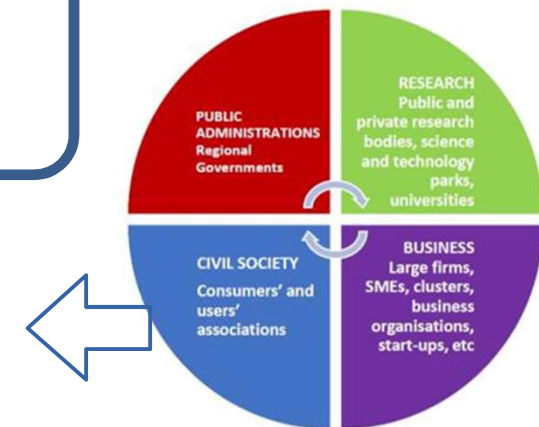 PUBLIC
ADMINISTRATIONS
Regional
Governments
RESEARCH
Public and
private research
bodies, science
and technology
parks,
universities
CIVIL SOCIETY
Consumers' and
users'
associations
BUSINESS
Large firms,
SMEs, clusters,
business
organisations,
start-ups, etc